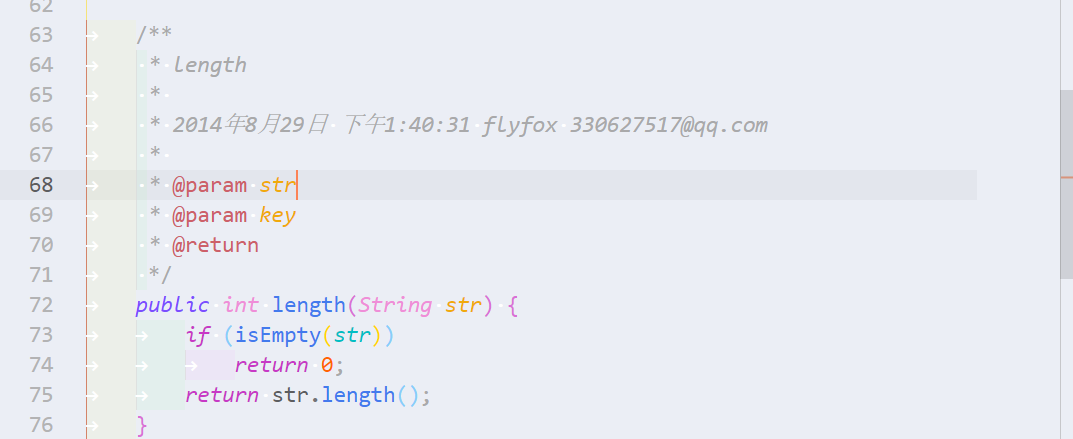 62
63 /**
64 * length
65 *
66 * 2014年8月29日 下午1:40:31 flyfox 330627517@qq.com
67 *
68 * @param str
69 * @param key
70 * @return
71 */
72 public int length(String str) {
73 if (isEmpty(str))
74 return 0;
75 return str.length();
76 }